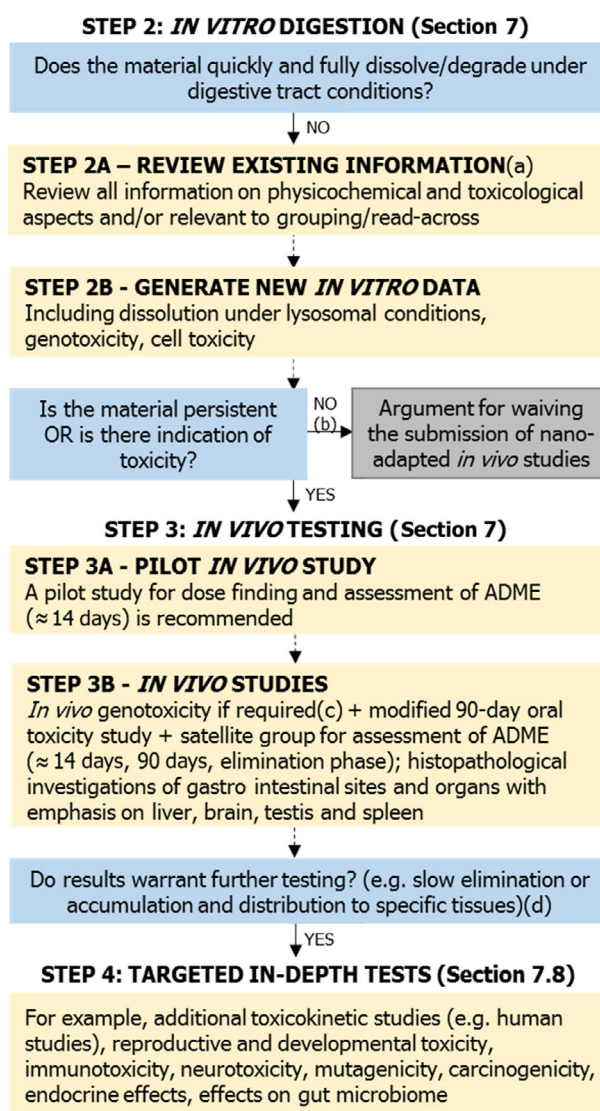 STEP 2: IN VITRO DIGESTION (Section 7)
Does the material quickly and fully dissolve/degrade under
digestive tract conditions?
NO
STEP 2A – REVIEW EXISTING INFORMATION(a)
Review all information on physicochemical and toxicological
aspects and/or relevant to grouping/read-across
STEP 2B - GENERATE NEW IN VITRO DATA
Including dissolution under lysosomal conditions,
genotoxicity, cell toxicity
Is the material persistent
OR is there indication of
toxicity?
NO
(b)
Argument for waiving
the submission of nano-
adapted in vivo studies
YES
STEP 3: IN VIVO TESTING (Section 7)
STEP 3A - PILOT IN VIVO STUDY
A pilot study for dose finding and assessment of ADME
(≈ 14 days) is recommended
STEP 3B - IN VIVO STUDIES
In vivo genotoxicity if required(c) + modified 90-day oral
toxicity study + satellite group for assessment of ADME
(≈ 14 days, 90 days, elimination phase); histopathological
investigations of gastro intestinal sites and organs with
emphasis on liver, brain, testis and spleen
Do results warrant further testing? (e.g. slow elimination or
accumulation and distribution to specific tissues)(d)
YES
STEP 4: TARGETED IN-DEPTH TESTS (Section 7.8)
For example, additional toxicokinetic studies (e.g. human
studies), reproductive and developmental toxicity,
immunotoxicity, neurotoxicity, mutagenicity, carcinogenicity,
endocrine effects, effects on gut microbiome